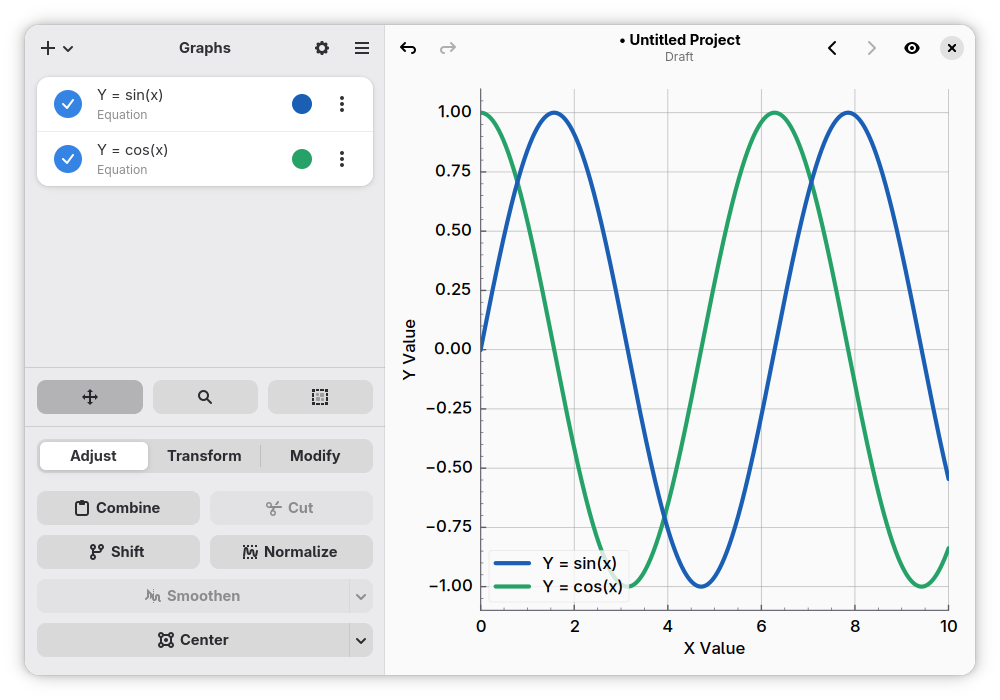 Graphs
• Untitled Project
Draft
Y = sin(x)
Equation
Y = cos(x)
Equation
Adjust
Transform
Modify
Combine
Cut
Shift
Normalize
Smoothen
Center
1.00
0.75
0.50
0.25
0.00
−0.25
−0.50
−0.75
−1.00
Y Value
Y = sin(x)
Y = cos(x)
0 2 4 6 8 10
X Value